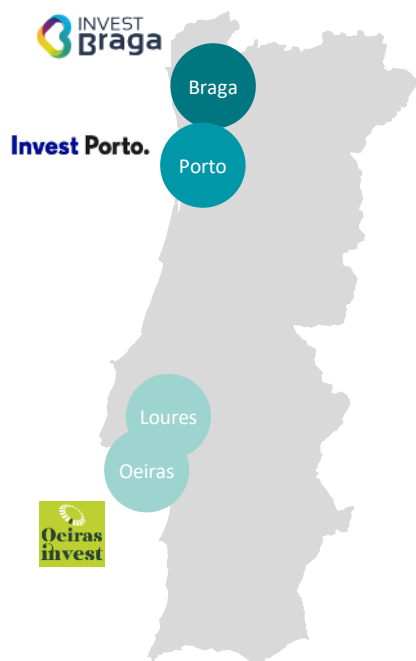 INVEST
Braga
Braga
Invest Porto.
Porto
Loures
Oeiras
Oeiras
invest